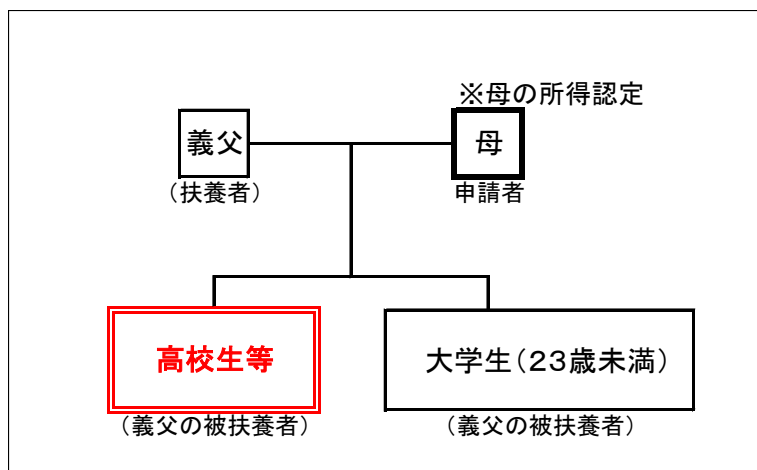 ※母の所得認定
義父
母
（扶養者）
申請者
高校生等
大学生（２３歳未満）
（義父の被扶養者）
（義父の被扶養者）